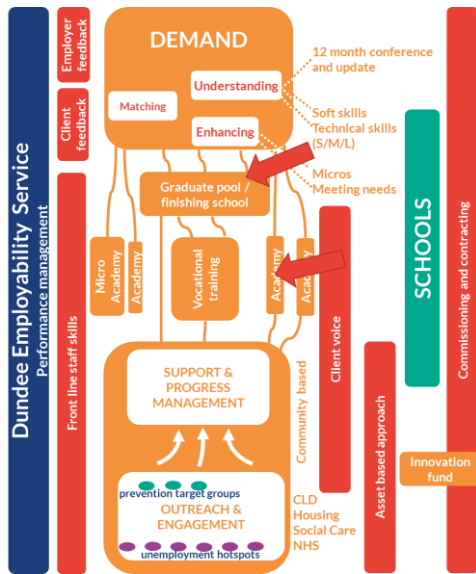 Dundee Employability Service
Performance management
Employer
feedback
Client
feedback
Front line staff skills
DEMAND
Understanding
Matching
Enhancing
12 month conference
and update
Soft skills
Technical skills
(S/M/L)
Micros
Meeting needs
Graduate pool /
finishing school
Micro
Academy
Academy
Vocational
training
Academy
Academy
SUPPORT &
PROGRESS
MANAGEMENT
Community based
prevention target groups
OUTREACH &
ENGAGEMENT
unemployment hotspots
CLD
Housing
Social Care
NHS
Client voice
Asset based approach
SCHOOLS
Innovation
fund
Commissioning and contracting